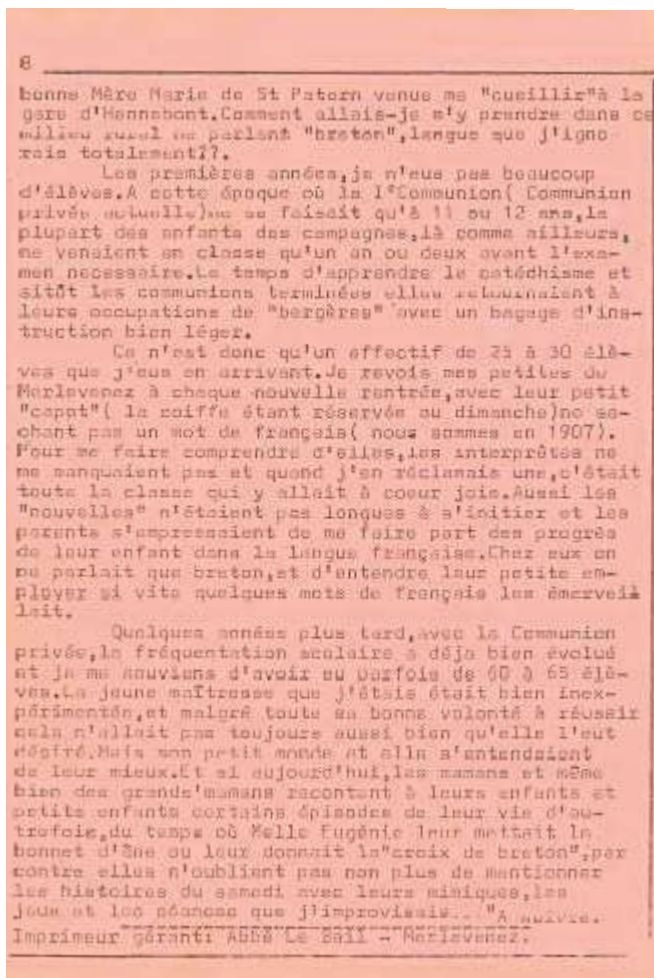 8
bonne Mère Marie de St Patern venue me "cueillir"à la
gare d'Hennebont.Comment allais-je m'y prendre dans ce
milieu rural ne parlant "breton",langue que j'igno
rais totalement??.
Les premières années,je n'eus pas beaucoup
d'élèves.A cette époque où la I°Communion( Communion
privée actuelle)ne se faisait qu'à 11 ou 12 ans,la
plupart des enfants des campagnes,là comme ailleurs,
ne venaient en classe qu'un an ou deux avant l'exa-
men necessaire.Le temps d'apprendre le catédhisme et
sitôt les communions terminées elles retournaient à
leurs occupations de "bergères" avec un bagage d'ins-
truction bien léger.
Ce n'est donc qu'un effectif de 25 à 30 élè-
ves que j'eus en arrivant.Je revois mes petites de
Merlevenez à chaque nouvelle rentrée,avec leur petit
"capot"( la coiffe étant réservée au dimanche)ne sa-
chant pas un mot de français( nous sommes en 1907).
Pour me faire comprendre d'elles,les interprètes ne
me manquaient pas et quand j'en réclamais une,c'était
toute la classe qui y allait à coeur joie.Aussi les
"nouvelles" n'étaient pas longues à s'initier et les
parents s'empressaient de me faire part des progrès
de leur enfant dans la langue française.Chez eux on
ne parlait que breton,et d'entendre leur petite em-
ployer si vite quelques mots de français les émerveil
lait.
Quelques années plus tard,avec la Communion
privée,la fréquentation scolaire a déja bien évolué
et je me souviens d'avoir eu parfois de 60 à 65 élè-
ves.La jeune maîtresse que j'étais était bien inex-
périmentée,et malgré toute sa bonne volonté à réussir
cela n'allait pas toujours aussi bien qu'elle l'eut
désiré.Mais son petit monde et elle s'entendaient
de leur mieux.Et si aujourd'hui,les mamans et même
bien des grands'mamans racontent à leurs enfants et
petits enfants certains épisodes de leur vie d'au-
trefois,du temps où Melle Eugénie leur mettait le
bonnet d'âne ou leur donnait la"croix de breton",par
contre elles n'oublient pas non plus de mentionner
les histoires du samedi avec leurs mimiques,les
jeux et les séances que j'improvisais..."A suivre.
Imprimeur gérant: Abbé Le Bail - Merlevenez.